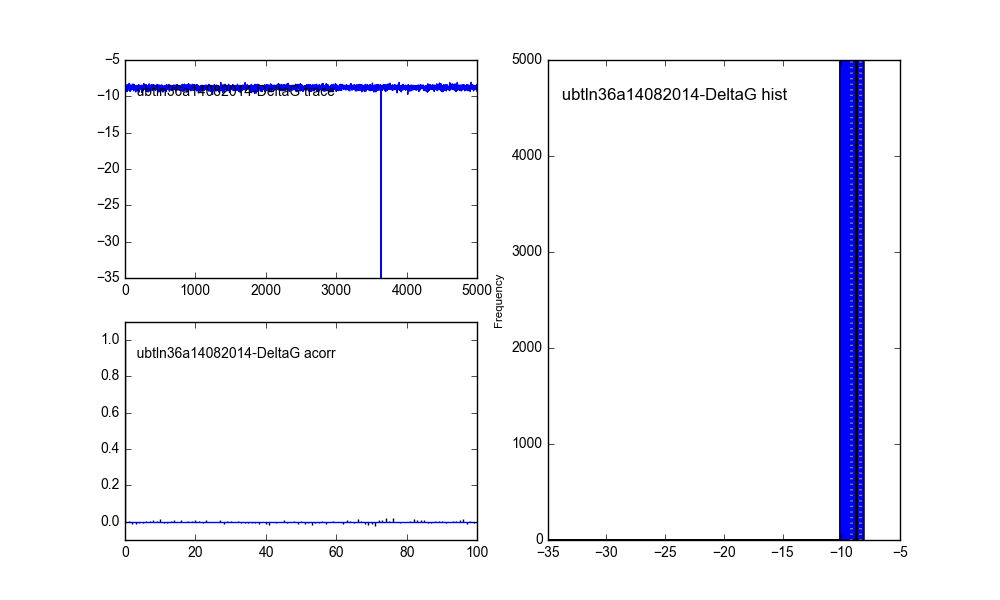 −5
−10
−15
−20
−25
−30
−35
ubtln36a14082014-DeltaG trace
0 1000 2000 3000 4000 5000
1.0
0.8
0.6
0.4
0.2
0.0
ubtln36a14082014-DeltaG acorr
0 20 40 60 80 100
Frequency
5000
4000
3000
2000
1000
0
ubtln36a14082014-DeltaG hist
−35 −30 −25 −20 −15 −10 −5